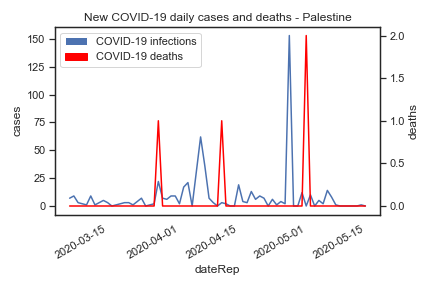 New COVID-19 daily cases and deaths - Palestine
COVID-19 infections
COVID-19 deaths
150
125
100
75
50
25
0
cases
2.0
1.5
1.0
0.5
0.0
deaths
2020-03-15
2020-04-01
2020-04-15
2020-05-01
2020-05-15
dateRep